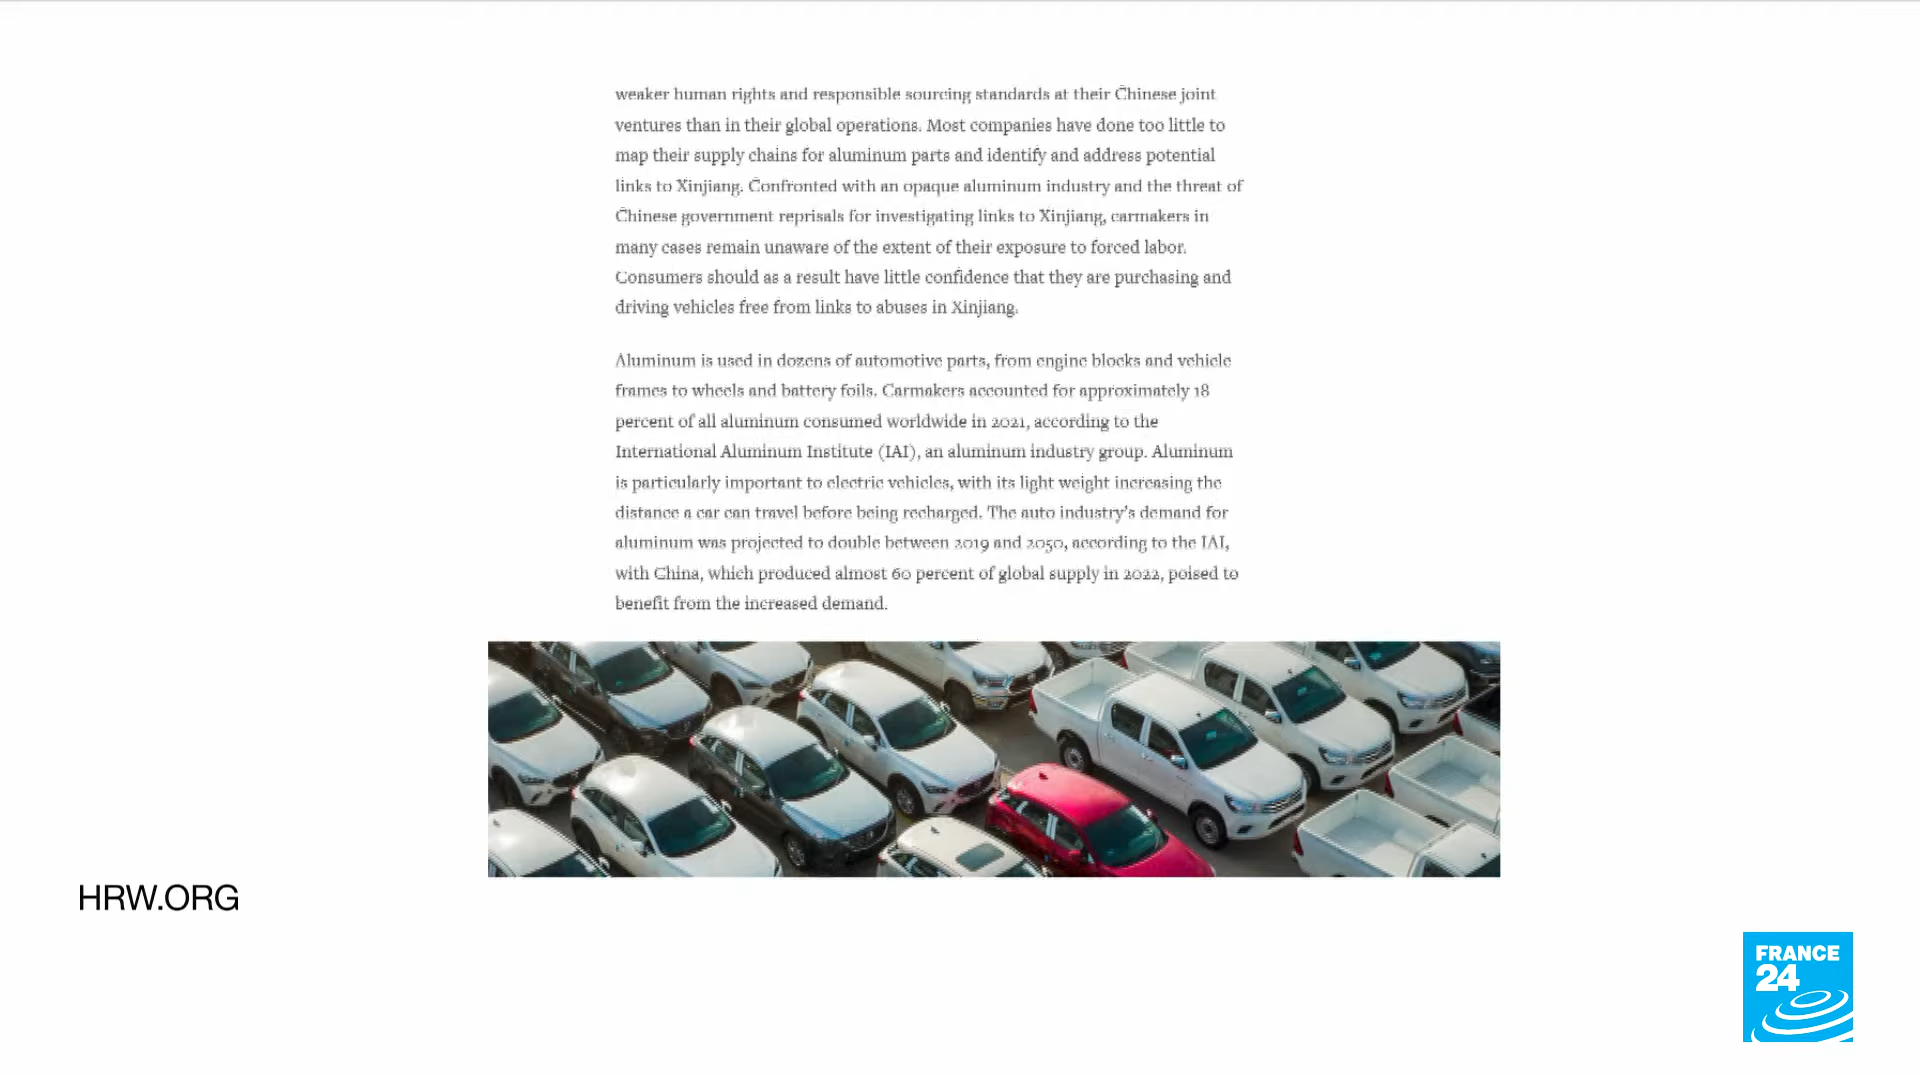 weaker human rights and responsible sourcing standards at their Chinese joint
ventures than in their global operations. Most companies have done too little to
map their supply chains for aluminum parts and identify and address potential
links to Xinjiang. Confronted with an opaque aluminum industry and the threat of
Chinese government reprisals for investigating links to Xinjiang, carmakers in
many cases remain unaware of the extent of their exposure to forced labor.
Consumers should as a result have little confidence that they are purchasing and
driving vehicles free from links to abuses in Xinjiang.
Aluminum is used in dozens of automotive parts, from engine blocks and vehicle
frames to wheels and battery foils. Carmakers accounted for approximately 18
percent of all aluminum consumed worldwide in 2021, according to the
International Aluminum Institute (IAI), an aluminum industry group. Aluminum
is particularly important to electric vehicles, with its light weight increasing the
distance a car can travel before being recharged. The auto industry's demand for
aluminum was projected to double between 2019 and 2050, according to the IAI,
with China, which produced almost 60 percent of global supply in 2022, poised to
benefit from the increased demand.
HRW.ORG
FRANCE
24